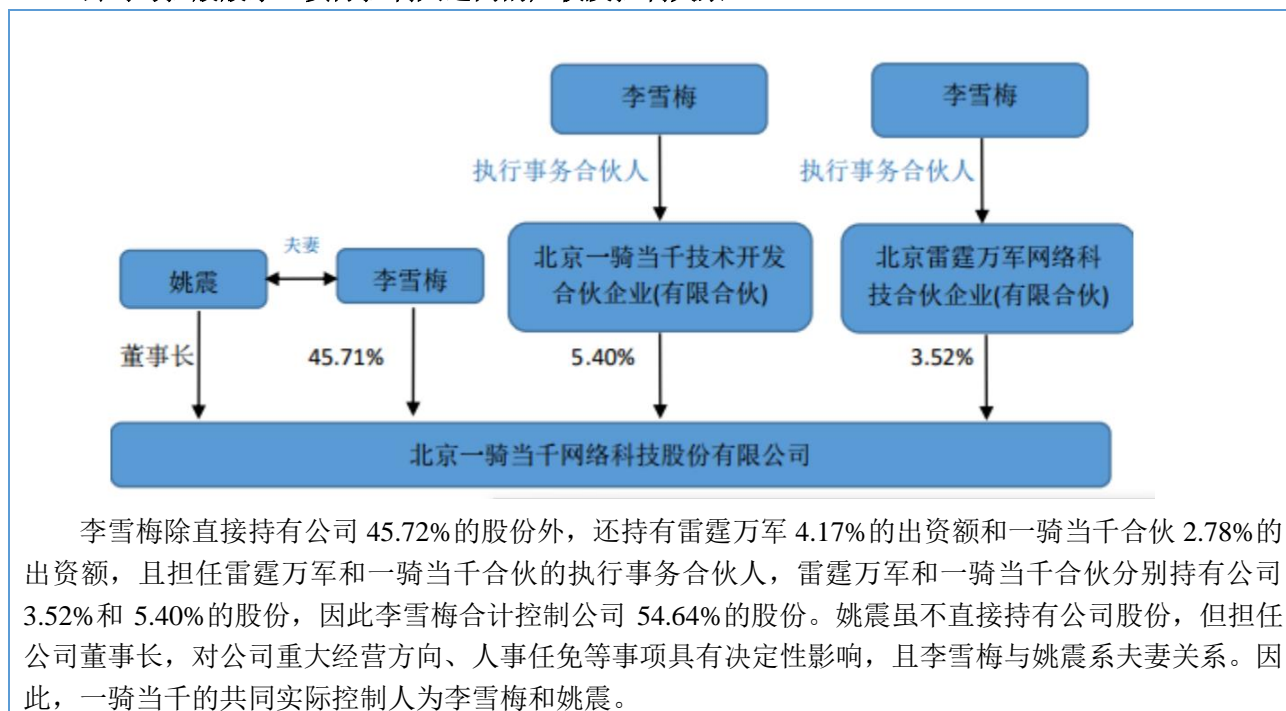 李雪梅
李雪梅
执行事务合伙人
执行事务合伙人
北京一骑当千技术开发
合伙企业(有限合伙)
北京雷霆万军网络科
技合伙企业(有限合伙)
姚震
夫妻
李雪梅
董事长
45.71%
5.40%
3.52%
北京一骑当千网络科技股份有限公司
李雪梅除直接持有公司 45.72%的股份外，还持有雷霆万军 4.17%的出资额和一骑当千合伙 2.78%的
出资额，且担任雷霆万军和一骑当千合伙的执行事务合伙人，雷霆万军和一骑当千合伙分别持有公司
3.52%和 5.40%的股份，因此李雪梅合计控制公司 54.64%的股份。姚震虽不直接持有公司股份，但担任
公司董事长，对公司重大经营方向、人事任免等事项具有决定性影响，且李雪梅与姚震系夫妻关系。因
此，一骑当千的共同实际控制人为李雪梅和姚震。